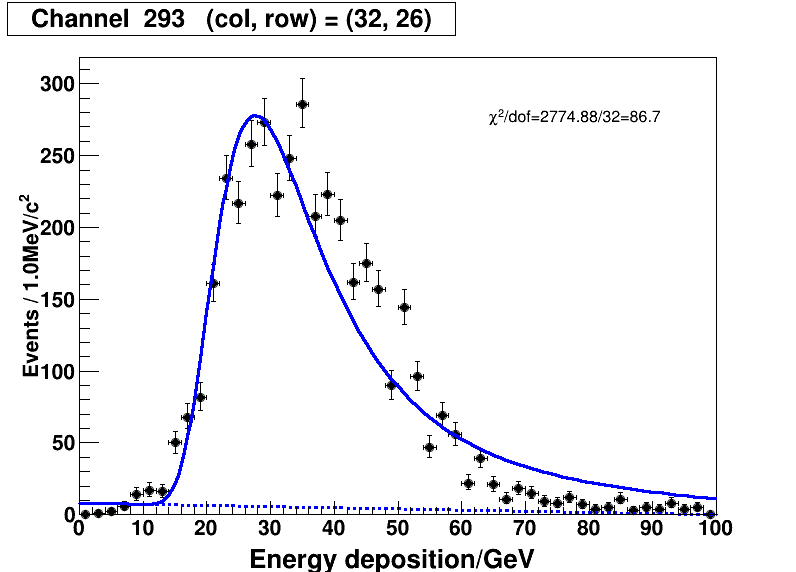 Channel 293 (col, row) = (32, 26)
χ²/dof=2774.88/32=86.7
Events / 1.0MeV/c²
300
250
200
150
100
50
0
0 10 20 30 40 50 60 70 80 90 100
Energy deposition/GeV